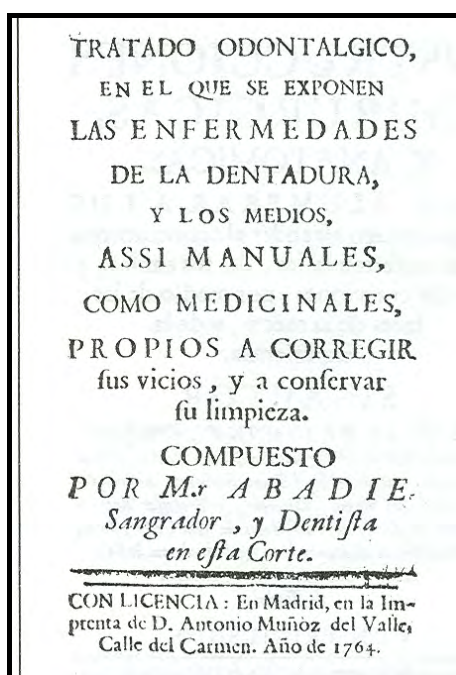 TRATADO ODONTALGICO,
EN EL QUE SE EXPONEN
LAS ENFERMEDADES
DE LA DENTADURA,
Y LOS MEDIOS,
ASSI MANUALES,
COMO MEDICINALES,
PROPIOS A CORREGIR
ſus vicios, y a conſervar
ſu limpieza.
COMPUESTO
POR M.r ABADIE.
Sangrador, y Dentiſta
en eſta Corte.
CON LICENCIA: En Madrid, en la Im-
prenta de D. Antonio Muñoz del Valle,
Calle del Carmen. Año de 1764.